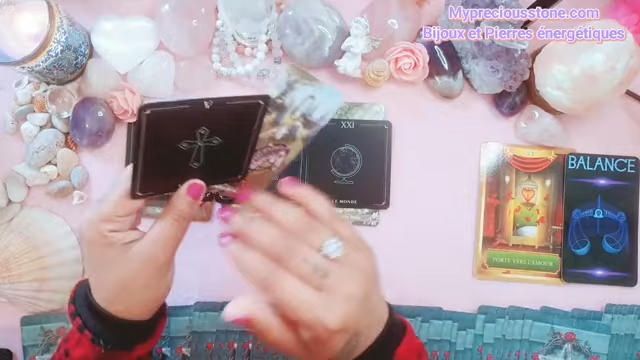 Mypreciousstone.com
Bijoux et Pierres énergétiques
XXI
LE MONDE
PORTE VERS L'AMOUR
BALANCE